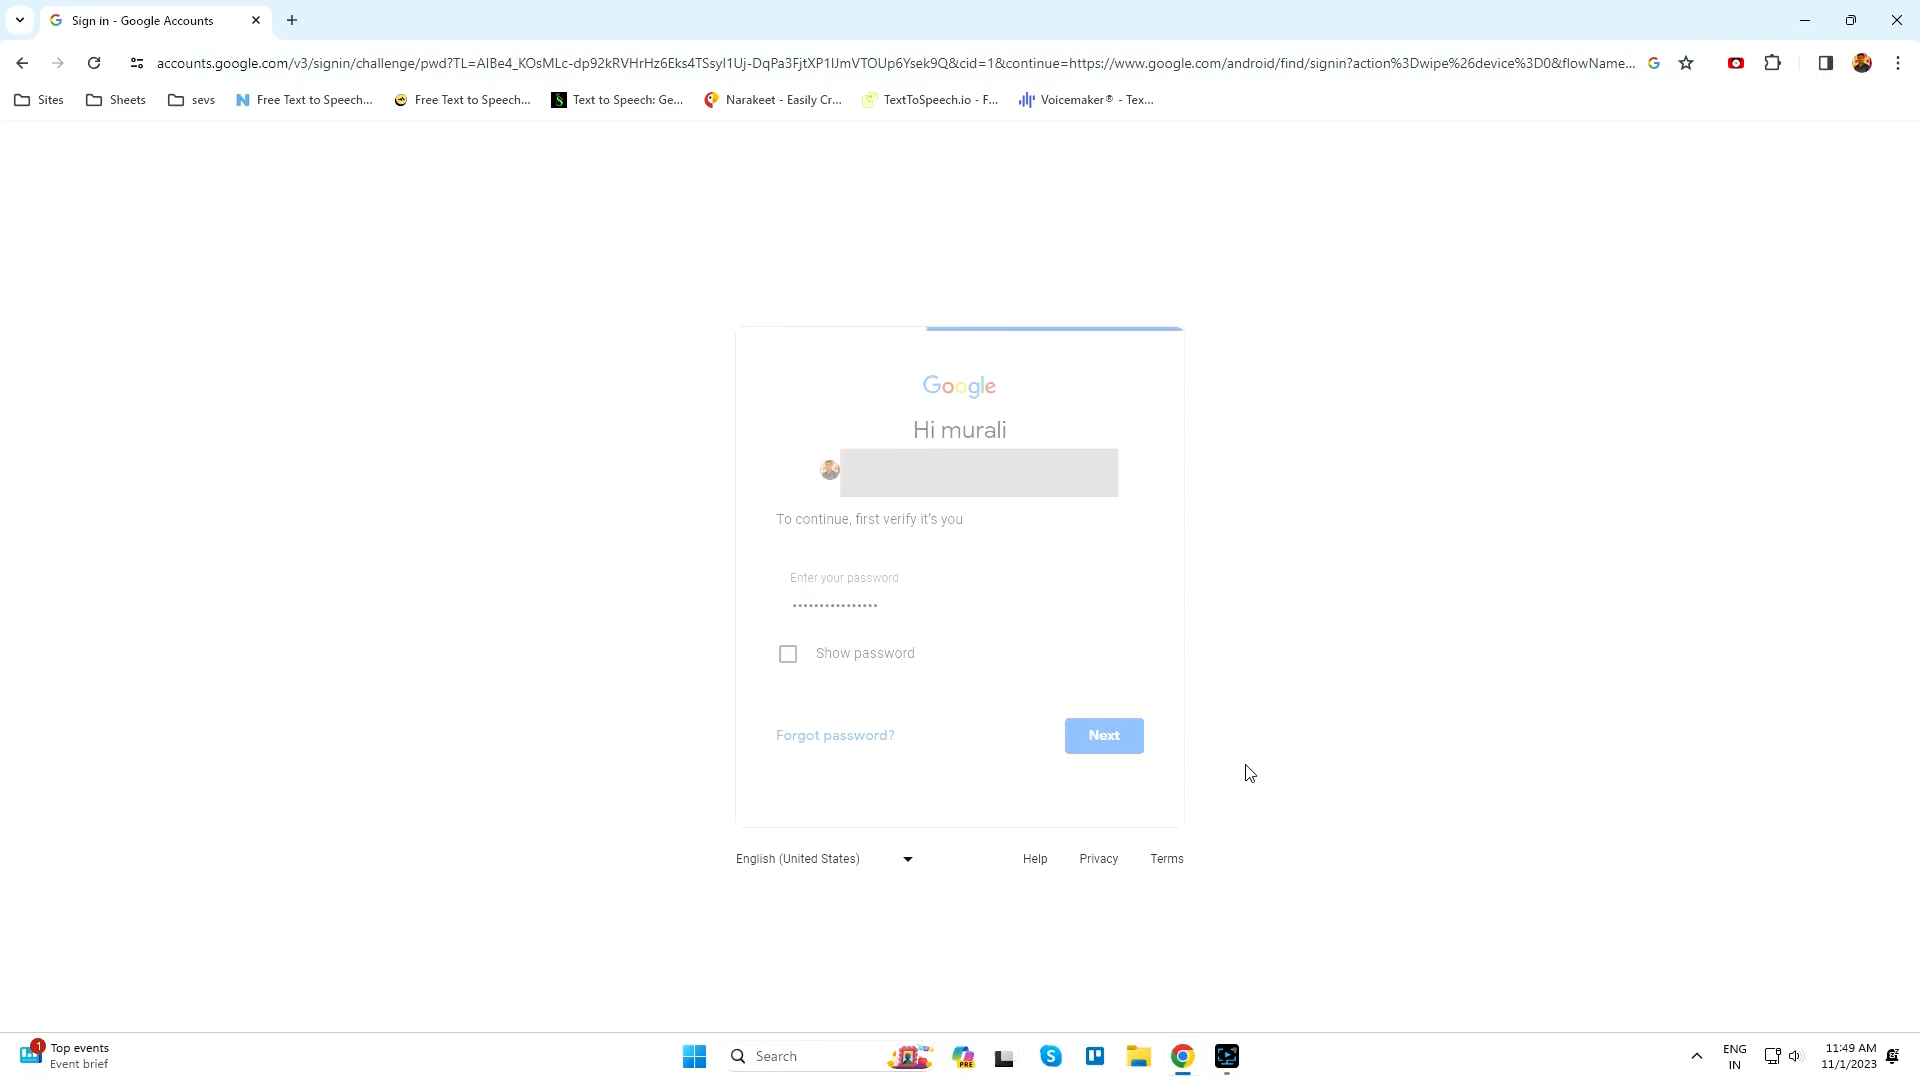 Sign in - Google Accounts
accounts.google.com/v3/signin/challenge/pwd?TL=AIBe4_KOsMLc-dp92kRVHrHz6Eks4TSsyI1Uj-DqPa3FjtXP1IJmVTOUp6Ysek9Q&cid=1&continue=https://www.google.com/android/find/signin?action%3Dwipe%26device%3D0&flowName...
Sites
Sheets
sevs
Free Text to Speech...
Free Text to Speech...
Text to Speech: Ge...
Narakeet - Easily Cr...
TextToSpeech.io - F...
Voicemaker® - Tex...
Google
Hi murali
To continue, first verify it's you
Enter your password
Show password
Forgot password?
Next
English (United States)
Help
Privacy
Terms
1
Top events
Event brief
Search
PRE
ENG
IN
11:49 AM
11/1/2023